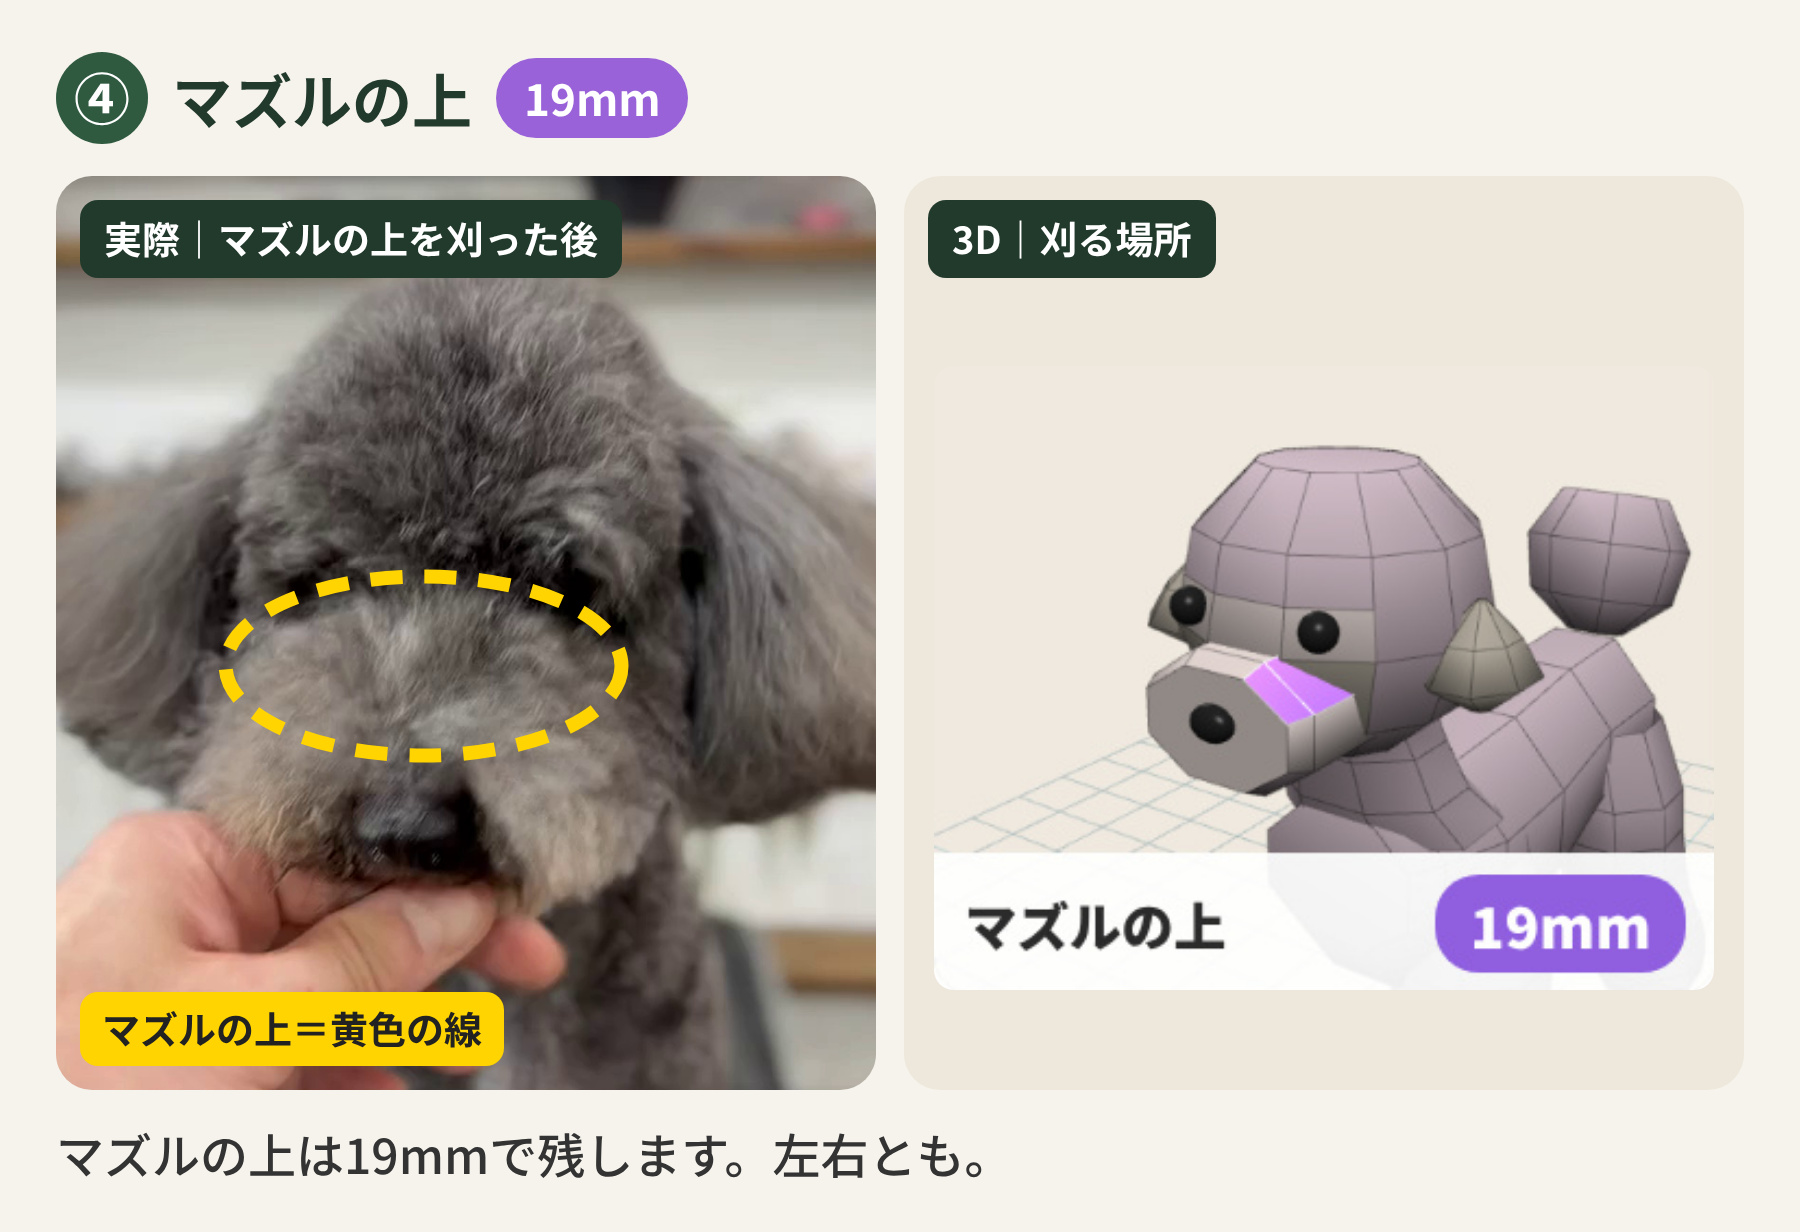 ④ マズルの上 19mm
実際｜マズルの上を刈った後
マズルの上＝黄色の線
3D｜刈る場所
マズルの上 19mm
マズルの上は19mmで残します。左右とも。